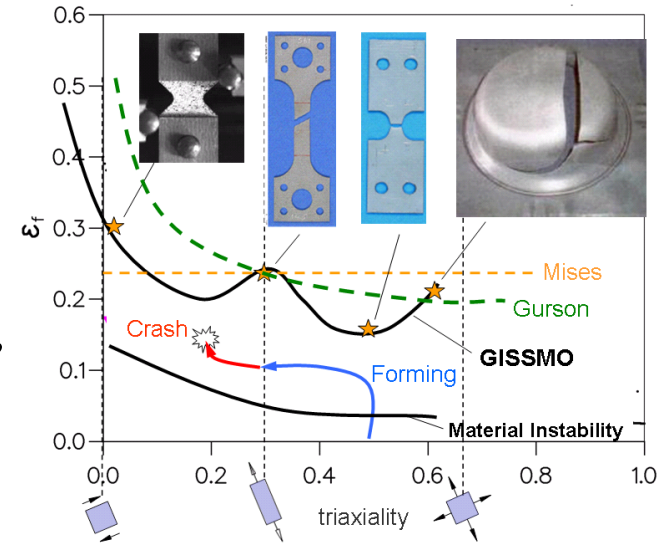 0.6
0.5
0.4
0.3
εf
Mises
0.2
Gurson
Crash
GISSMO
0.1
Forming
Material Instability
0.0
0.0 0.2 0.4 0.6 0.8 1.0
triaxiality